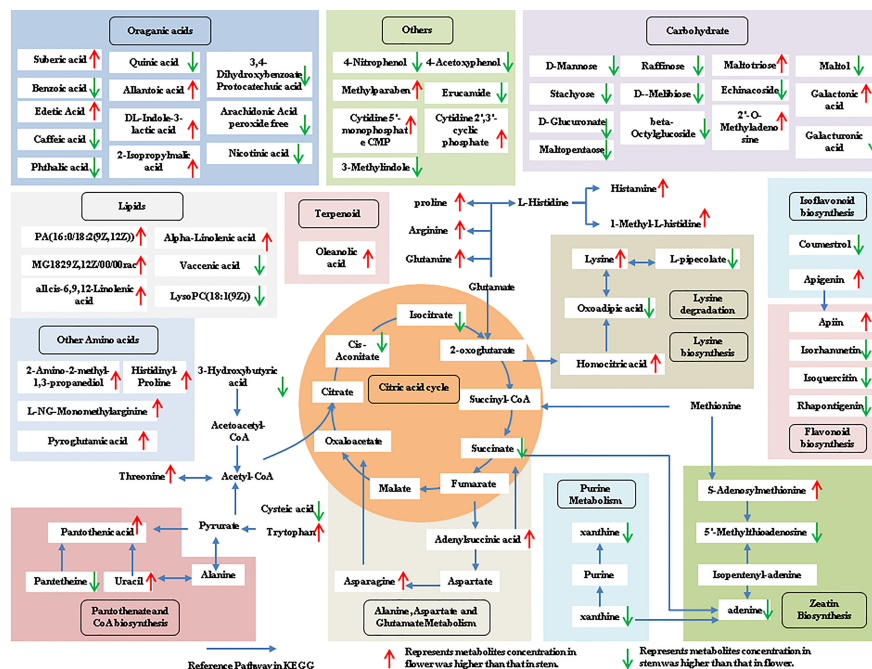 Oraganic acids
Suberic acid
Benzoic acid
Edetic Acid
Caffeic acid
Phthalic acid
Quinic acid
Allantoic acid
DL-Indole-3-
lactic acid
2-Isopropylmalic
acid
3,4-
Dihydroxybenzoate
Protocatechuic acid
Arachidonic Acid
peroxide free
Nicotinic acid
Others
4-Nitrophenol
4-Acetoxyphenol
Methylparaben
Erucamide
Cytidine 5'-
monophosphat
e CMP
Cytidine 2',3'-
cyclic
phosphate
3-Methylindole
Carbohydrate
D-Mannose
Stachyose
D-Glucuronate
Maltopentaose
Raffinose
D--Melibiose
beta-
Octylglucoside
Maltotriose
Echinacoside
2'-O-
Methyladeno
sine
Maltol
Galactonic
acid
Galacturonic
acid
Lipids
PA(16:0/18:2(9Z,12Z))
MG1829Z,12Z/00/00rac
allcis-6,9,12-Linolenic
acid
Alpha-Linolenic acid
Vaccenic acid
LysoPC(18:1(9Z))
Terpenoid
Oleanolic
acid
proline
Arginine
Glutamine
Glutamate
L-Histidine
Histamine
1-Methyl-L-histidine
Isoflavonoid
biosynthesis
Coumestrol
Apigenin
Lysine
L-pipecolate
Oxoadipic acid
Lysine
degradation
Lysine
biosynthesis
Homocitric acid
Apiin
Isorhamnetin
Isoquercitin
Rhapontigenin
Flavonoid
biosynthesis
Other Amino acids
2-Amino-2-methyl-
1,3-propanediol
Histidinyl-
Proline
L-NG-Monomethylarginine
Pyroglutamic acid
3-Hydroxybutyric
acid
Acetoacetyl-
CoA
Threonine
Acetyl-CoA
Isocitrate
Cis-
Aconitate
2-oxoglutarate
Citrate
Citric acid cycle
Succinyl-CoA
Oxaloacetate
Succinate
Malate
Fumarate
Methionine
Cysteic acid
Pyrurate
Trytophan
Pantothenic acid
Pantetheine
Uracil
Alanine
Pantothenate and
CoA biosynthesis
Adenylsuccinic acid
Asparagine
Aspartate
Alanine, Aspartate and
Glutamate Metabolism
Purine
Metabolism
xanthine
Purine
xanthine
S-Adenosylmethionine
5'-Methylthioadenosine
Isopentenyl-adenine
adenine
Zeatin
Biosynthesis
Reference Pathway in KEGG
Represents metabolites concentration in
flower was higher than that in stem.
Represents metabolites concentration in
stem was higher than that in flower.